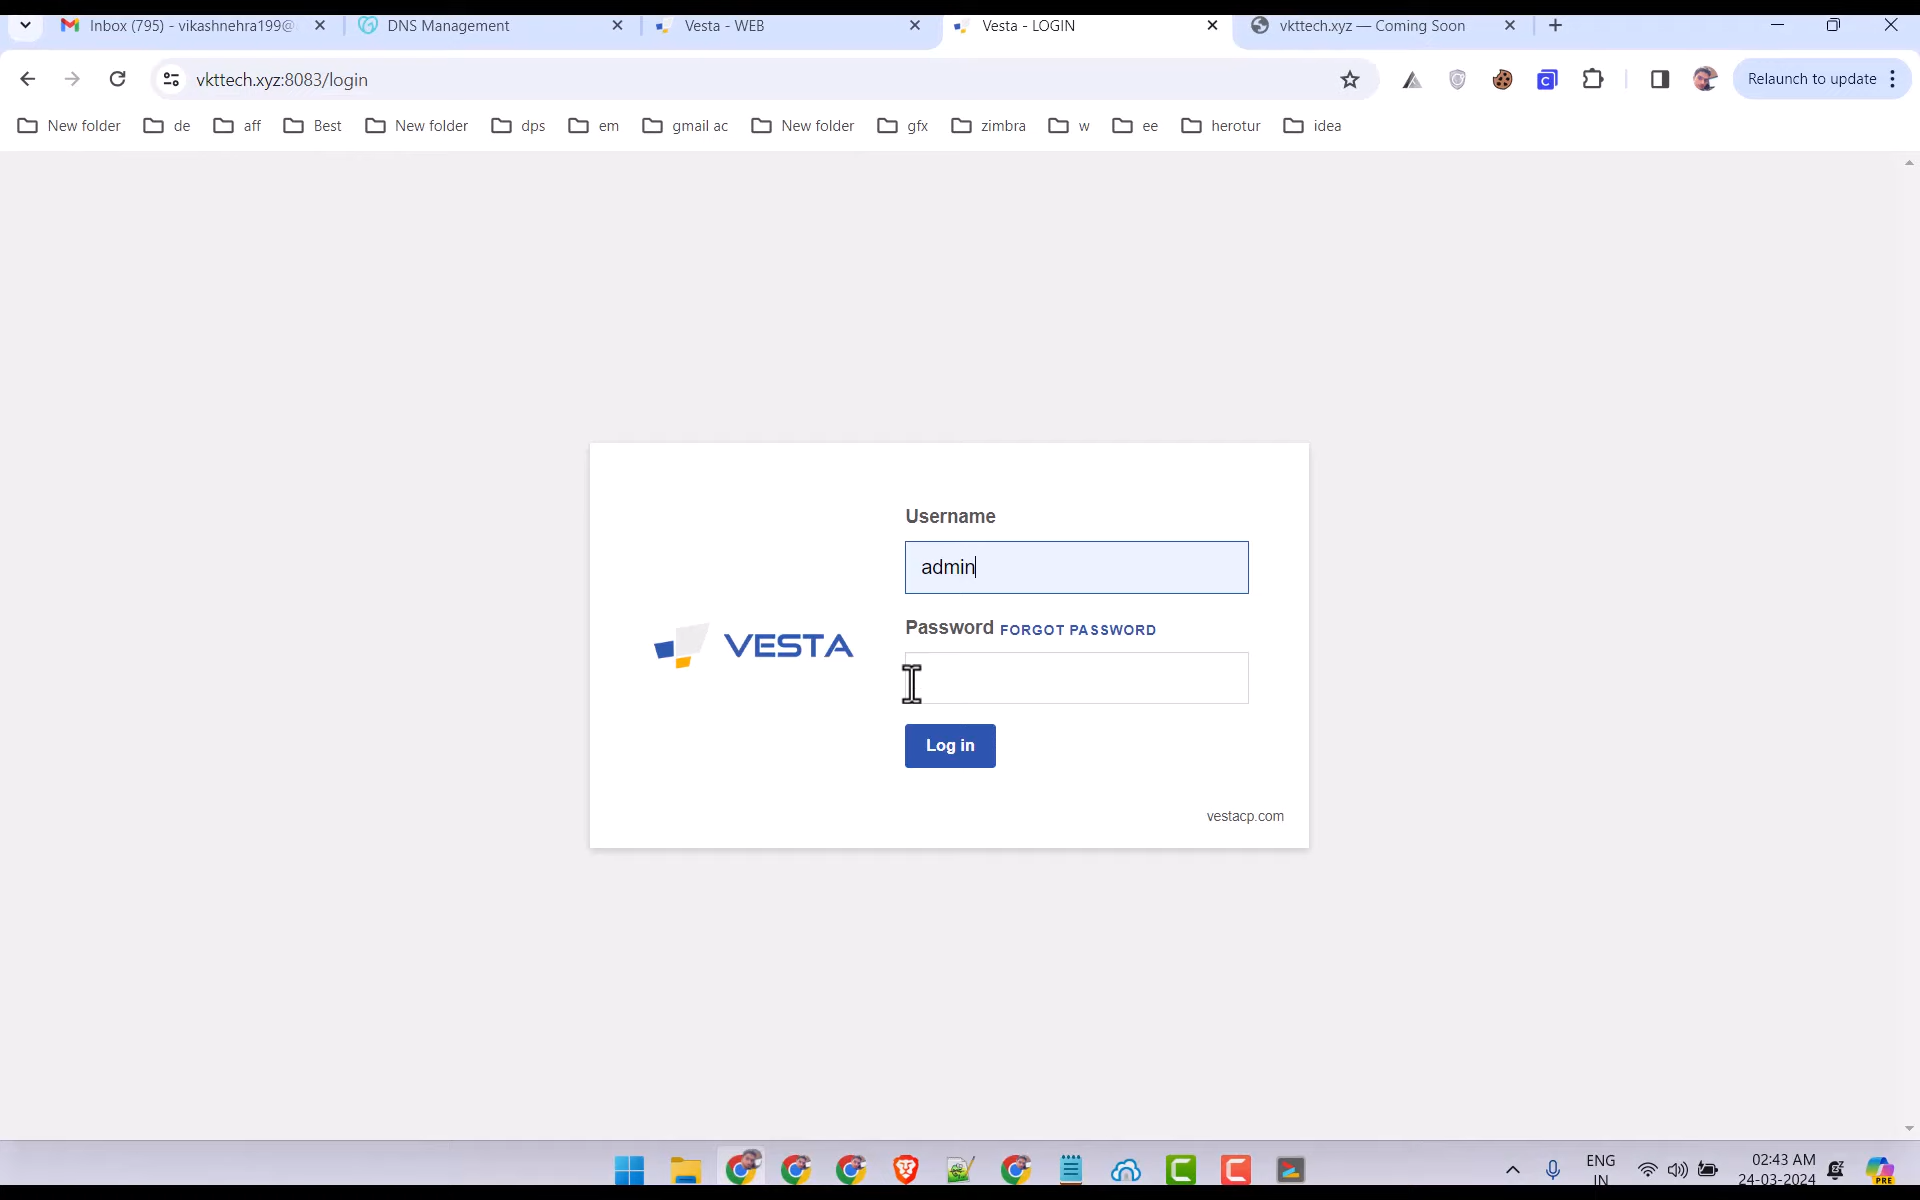 Inbox (795) - vikashnehra199@
DNS Management
Vesta - WEB
Vesta - LOGIN
vkttech.xyz — Coming Soon
vkttech.xyz:8083/login
Relaunch to update
New folder
de
aff
Best
New folder
dps
em
gmail ac
New folder
gfx
zimbra
w
ee
herotur
idea
Username
admin
Password FORGOT PASSWORD
VESTA
Log in
vestacp.com
ENG
IN
02:43 AM
24-03-2024
PRE